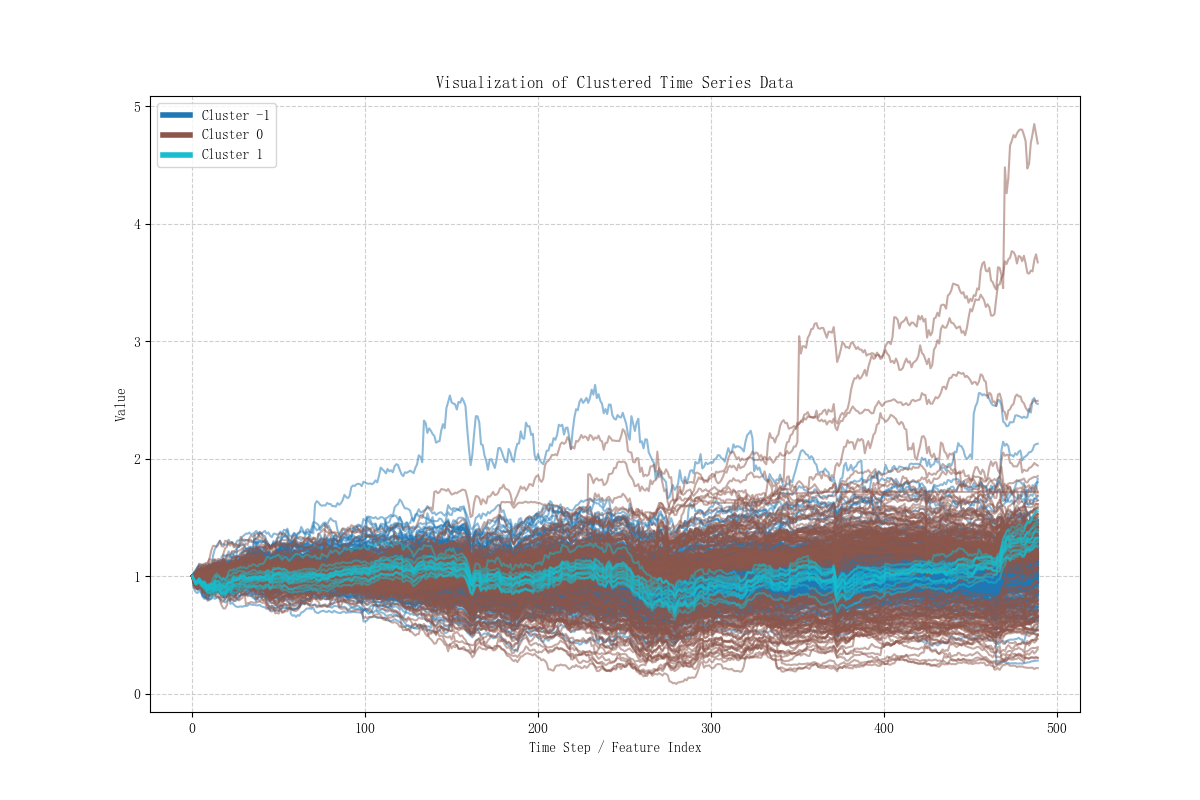 Visualization of Clustered Time Series Data
Cluster -1
Cluster 0
Cluster 1
5
4
3
2
1
0
Value
0 100 200 300 400 500
Time Step / Feature Index